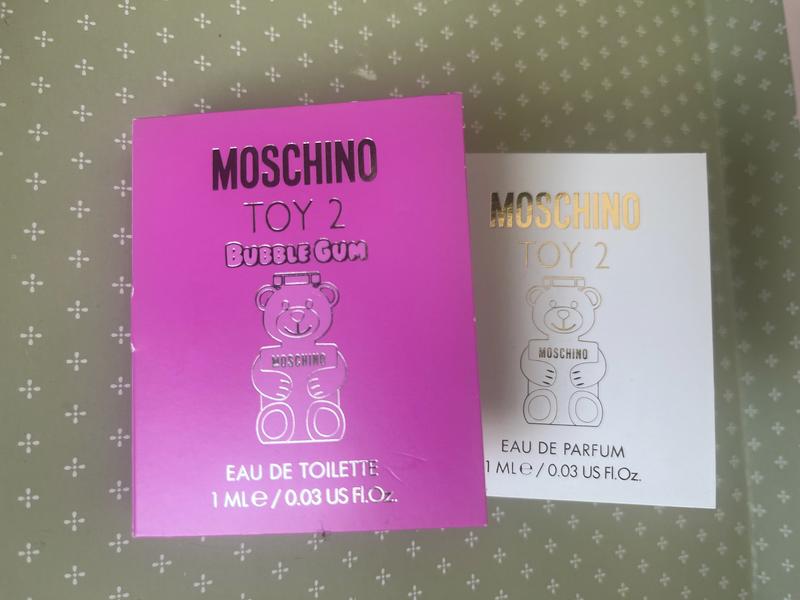 MOSCHINO
TOY 2
BUBBLE GUM
MOSCHINO
EAU DE TOILETTE
1 ML e / 0.03 US Fl.Oz.
MOSCHINO
TOY 2
MOSCHINO
EAU DE PARFUM
1 ML e / 0.03 US Fl.Oz.